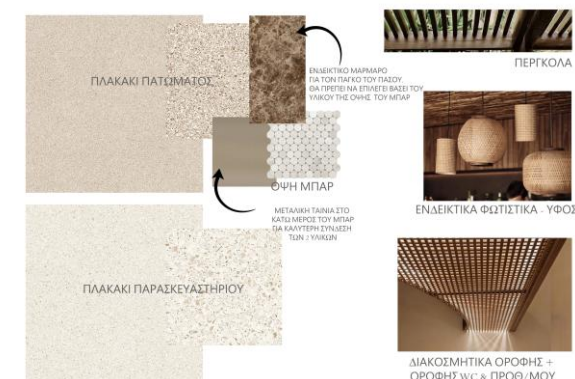 ΠΛΑΚΑΚΙ ΠΑΤΩΜΑΤΟΣ
ΕΝΔΕΙΚΤΙΚΟ ΜΑΡΜΑΡΟ
ΓΙΑ ΤΟΝ ΠΑΓΚΟ ΤΟΥ ΠΑΣΟΥ.
ΘΑ ΠΡΕΠΕΙ ΝΑ ΕΠΙΛΕΓΕΙ ΒΑΣΕΙ ΤΟΥ
ΥΛΙΚΟΥ ΤΗΣ ΟΨΗΣ ΤΟΥ ΜΠΑΡ
ΟΨΗ ΜΠΑΡ
ΜΕΤΑΛΙΚΗ ΤΑΙΝΙΑ ΣΤΟ
ΚΑΤΩ ΜΕΡΟΣ ΤΟΥ ΜΠΑΡ
ΓΙΑ ΚΑΛΥΤΕΡΗ ΣΥΝΔΕΣΗ
ΤΩΝ 2 ΥΛΙΚΩΝ
ΠΛΑΚΑΚΙ ΠΑΡΑΣΚΕΥΑΣΤΗΡΙΟΥ
ΠΕΡΓΚΟΛΑ
ΕΝΔΕΙΚΤΙΚΑ ΦΩΤΙΣΤΙΚΑ - ΥΦΟΣ
ΔΙΑΚΟΣΜΗΤΙΚΑ ΟΡΟΦΗΣ +
ΟΡΟΦΗΣ WC & ΠΡΟΘ/ΜΟΥ